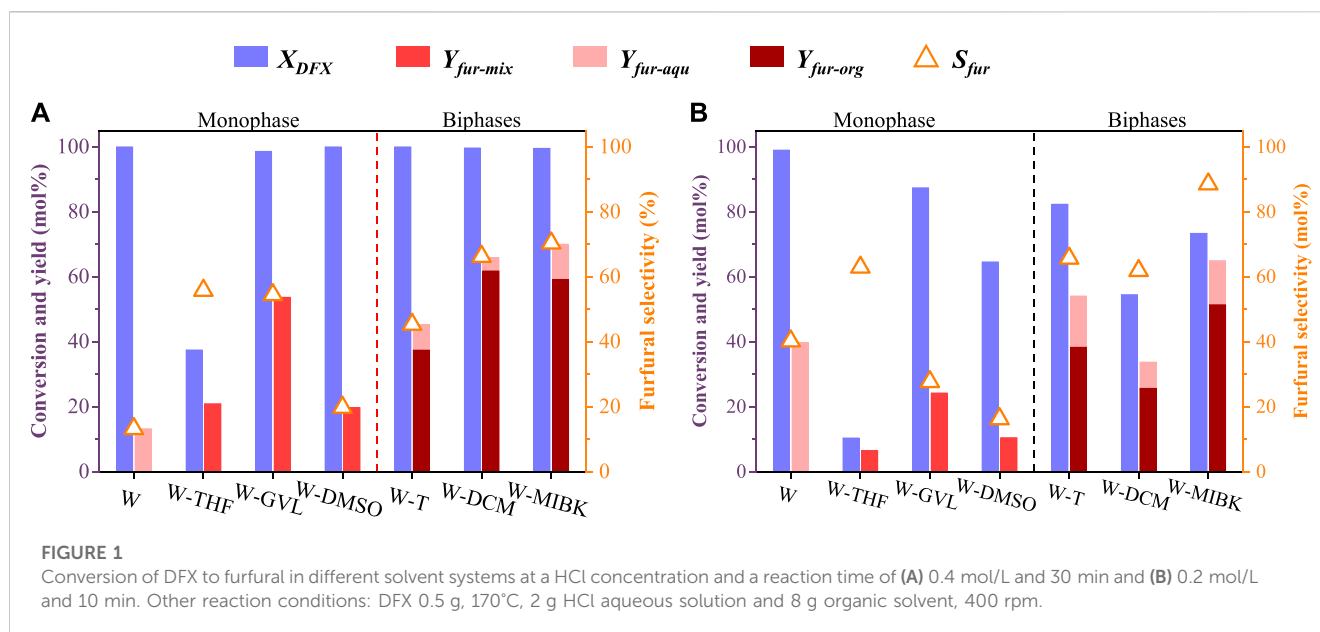 X_DFX Y_fur-mix Y_fur-aqu Y_fur-org S_fur
A
Monophase Biphases
Conversion and yield (mol%)
100
80
60
40
20
0
100
80
60
40
20
0
Furfural selectivity (%)
W W-THF W-GVL W-DMSO W-T W-DCM W-MIBK
B
Monophase Biphases
Conversion and yield (mol%)
100
80
60
40
20
0
100
80
60
40
20
0
Furfural selectivity (mol%)
W W-THF W-GVL W-DMSO W-T W-DCM W-MIBK
FIGURE 1
Conversion of DFX to furfural in different solvent systems at a HCl concentration and a reaction time of (A) 0.4 mol/L and 30 min and (B) 0.2 mol/L
and 10 min. Other reaction conditions: DFX 0.5 g, 170°C, 2 g HCl aqueous solution and 8 g organic solvent, 400 rpm.